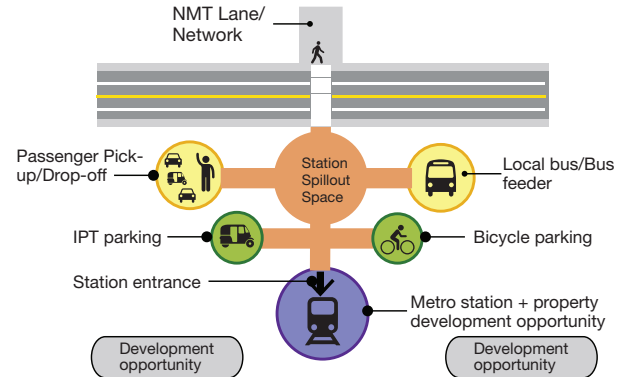 NMT Lane/
Network
Passenger Pick-
up/Drop-off
Station
Spillout
Space
Local bus/Bus
feeder
IPT parking
Bicycle parking
Station entrance
Metro station + property
development opportunity
Development
opportunity
Development
opportunity